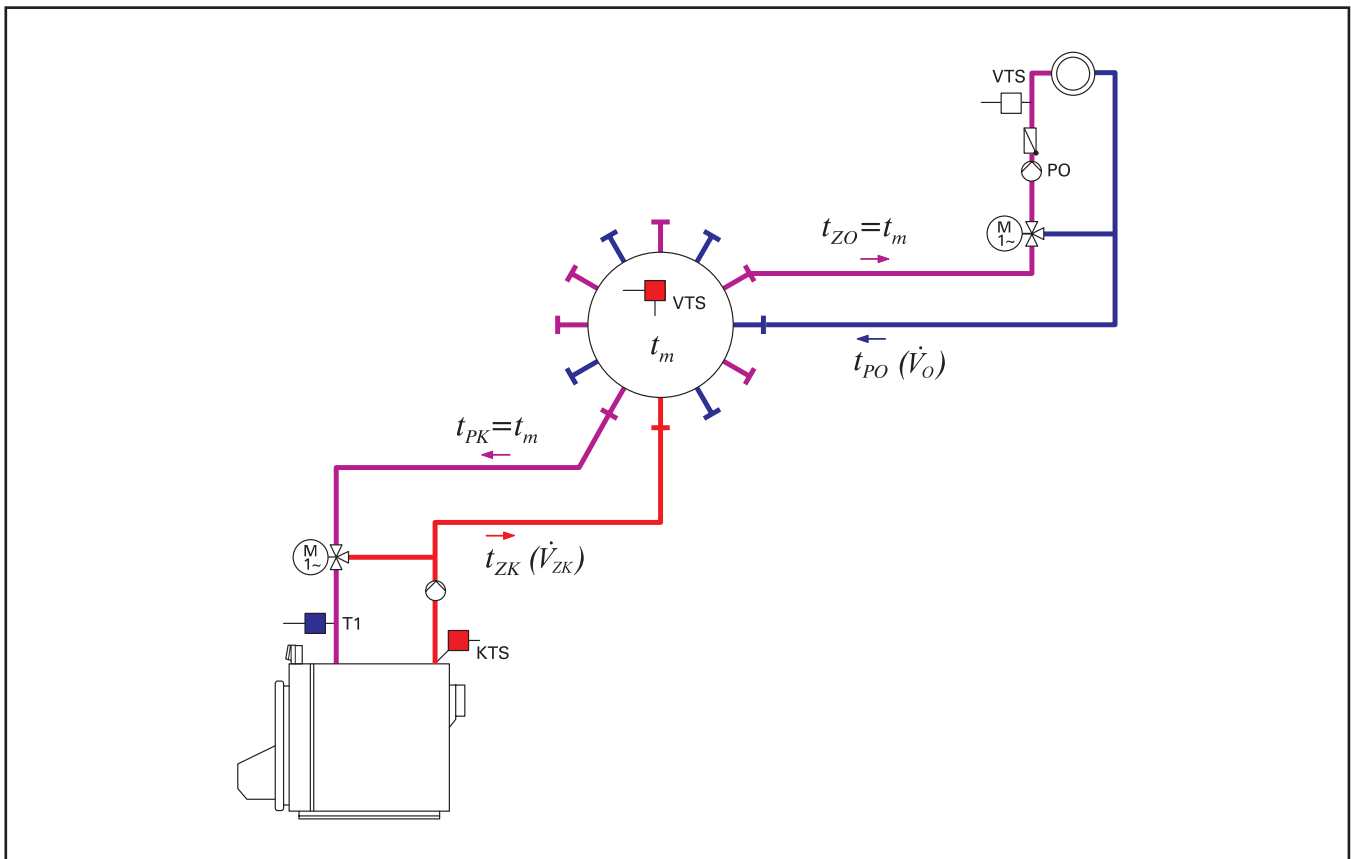 VTS
PO
M
1~
t_ZO=t_m
VTS
t_m
t_PO (V̇_O)
t_PK=t_m
M
1~
t_ZK (V̇_ZK)
T1
KTS